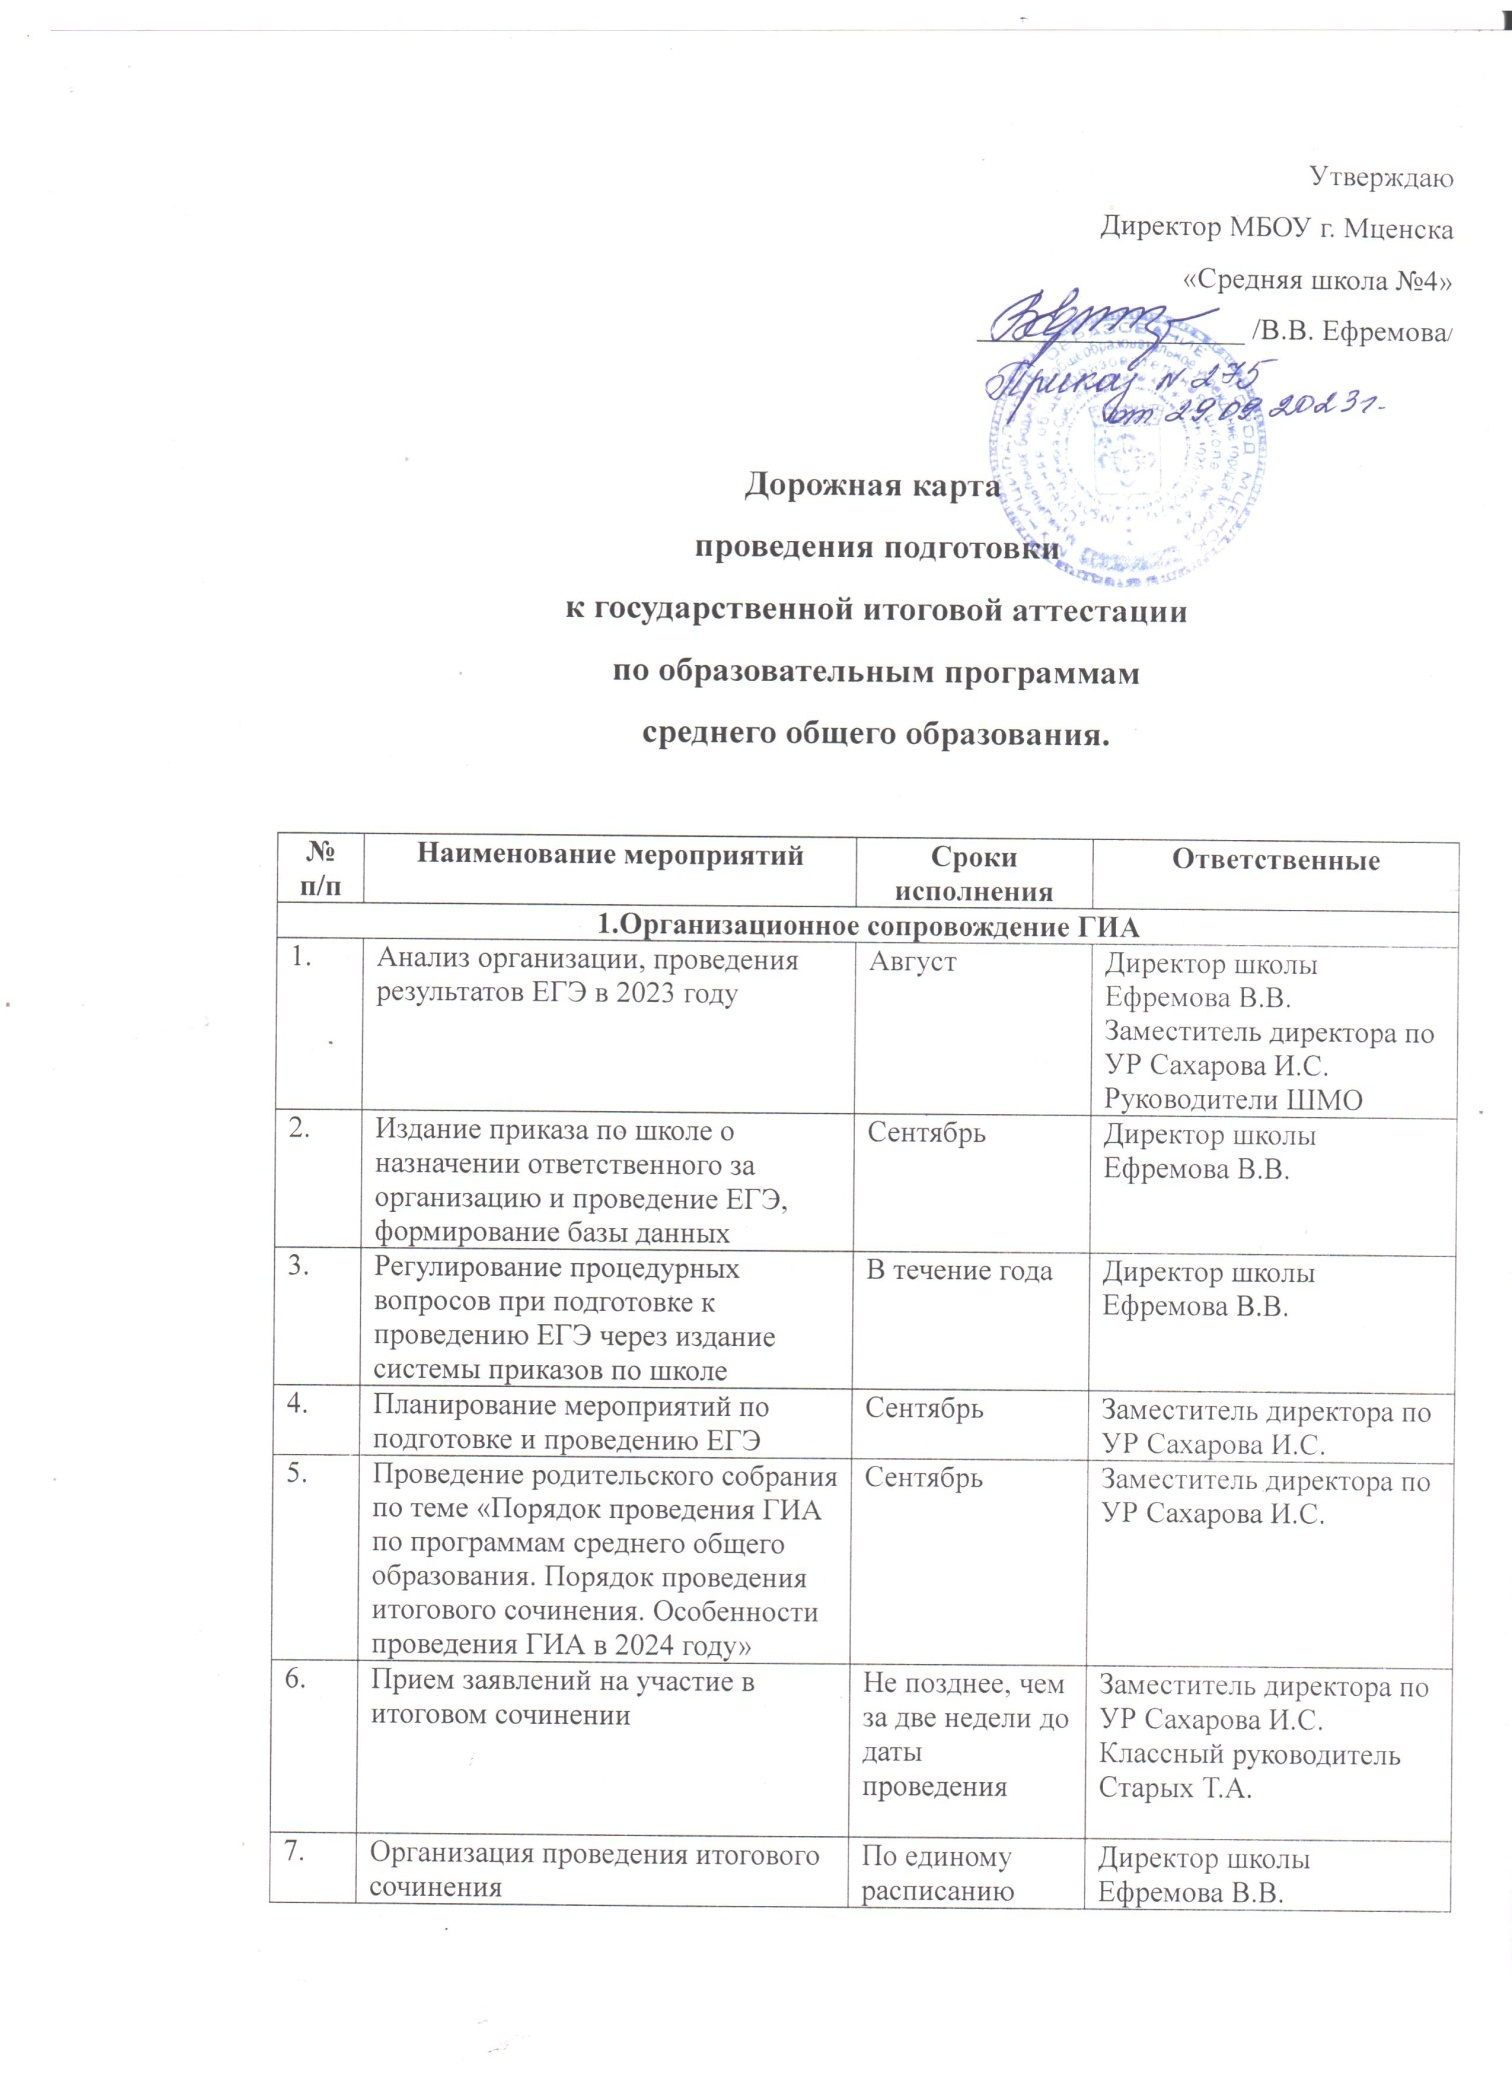 Утверждаю
Директор МБОУ г. Мценска
«Средняя школа №4»
/В.В. Ефремова/
Приказ N 275
от 29.09.2023г.
Дорожная карта
проведения подготовки
к государственной итоговой аттестации
по образовательным программам
среднего общего образования.
№ п/п
Наименование мероприятий
Сроки исполнения
Ответственные
1.Организационное сопровождение ГИА
1.
Анализ организации, проведения
результатов ЕГЭ в 2023 году
Август
Директор школы
Ефремова В.В.
Заместитель директора по
УР Сахарова И.С.
Руководители ШМО
2.
Издание приказа по школе о
назначении ответственного за
организацию и проведение ЕГЭ,
формирование базы данных
Сентябрь
Директор школы
Ефремова В.В.
3.
Регулирование процедурных
вопросов при подготовке к
проведению ЕГЭ через издание
системы приказов по школе
В течение года
Директор школы
Ефремова В.В.
4.
Планирование мероприятий по
подготовке и проведению ЕГЭ
Сентябрь
Заместитель директора по
УР Сахарова И.С.
5.
Проведение родительского собрания
по теме «Порядок проведения ГИА
по программам среднего общего
образования. Порядок проведения
итогового сочинения. Особенности
проведения ГИА в 2024 году»
Сентябрь
Заместитель директора по
УР Сахарова И.С.
6.
Прием заявлений на участие в
итоговом сочинении
Не позднее, чем
за две недели до
даты
проведения
Заместитель директора по
УР Сахарова И.С.
Классный руководитель
Старых Т.А.
7.
Организация проведения итогового
сочинения
По единому
расписанию
Директор школы
Ефремова В.В.